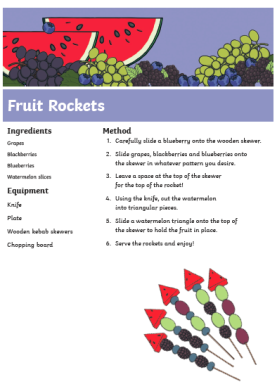 Fruit Rockets
Ingredients
Grapes
Blackberries
Blueberries
Watermelon slices
Equipment
Knife
Plate
Wooden kebab skewers
Chopping board
Method
1. Carefully slide a blueberry onto the wooden skewer.
2. Slide grapes, blackberries and blueberries onto
the skewer in whatever pattern you desire.
3. Leave a space at the top of the skewer
for the top of the rocket!
4. Using the knife, cut the watermelon
into triangular pieces.
5. Slide a watermelon triangle onto the top of
the skewer to hold the fruit in place.
6. Serve the rockets and enjoy!